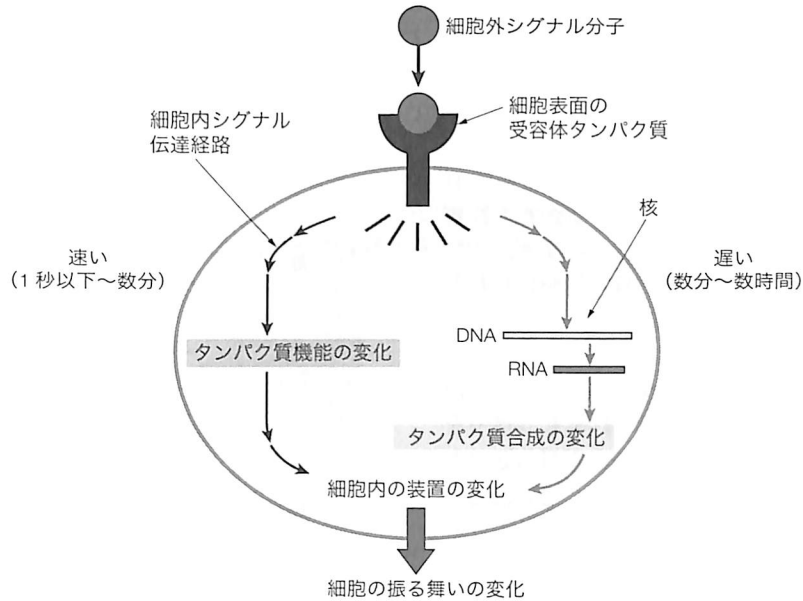 細胞外シグナル分子
細胞内シグナル
伝達経路
細胞表面の
受容体タンパク質
核
速い
(1秒以下〜数分)
遅い
(数分〜数時間)
DNA
RNA
タンパク質機能の変化
タンパク質合成の変化
細胞内の装置の変化
細胞の振る舞いの変化